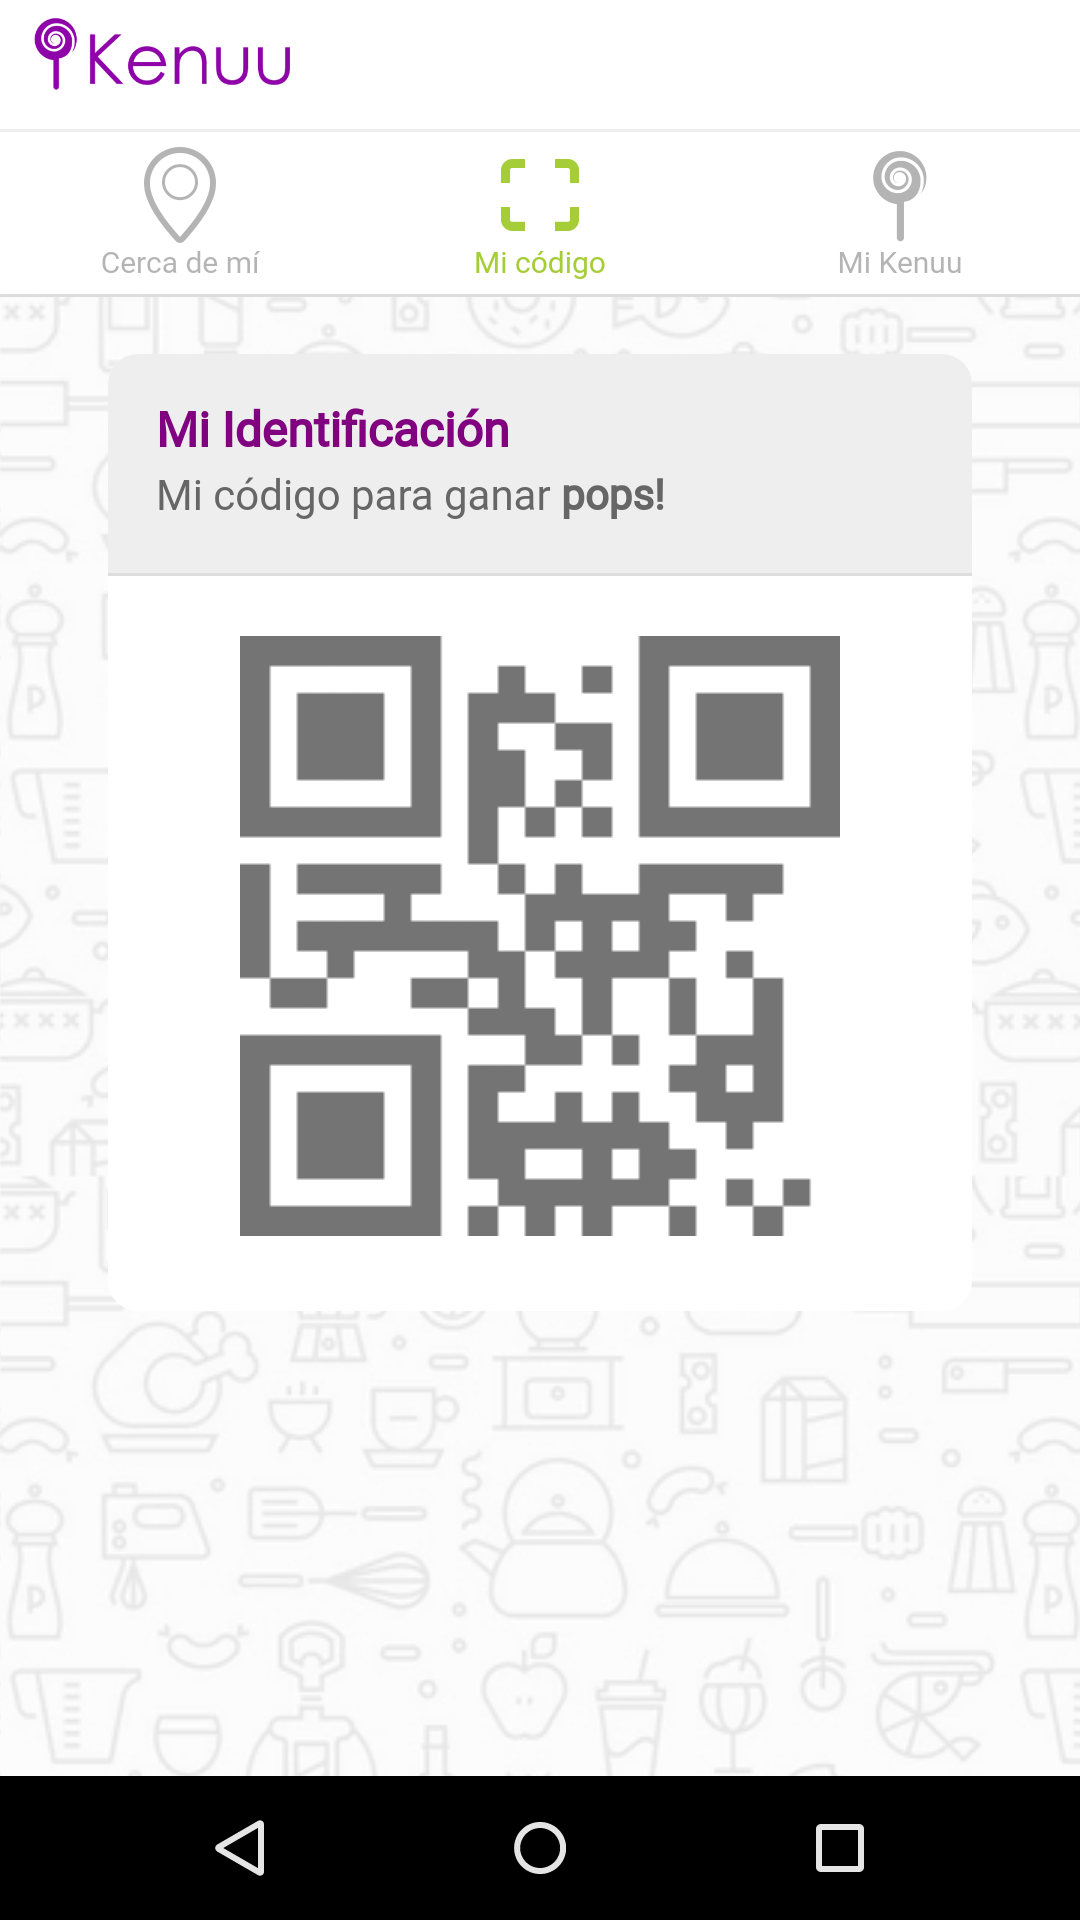 Kenuu
Cerca de mí
Mi código
Mi Kenuu
Mi Identificación
Mi código para ganar pops!